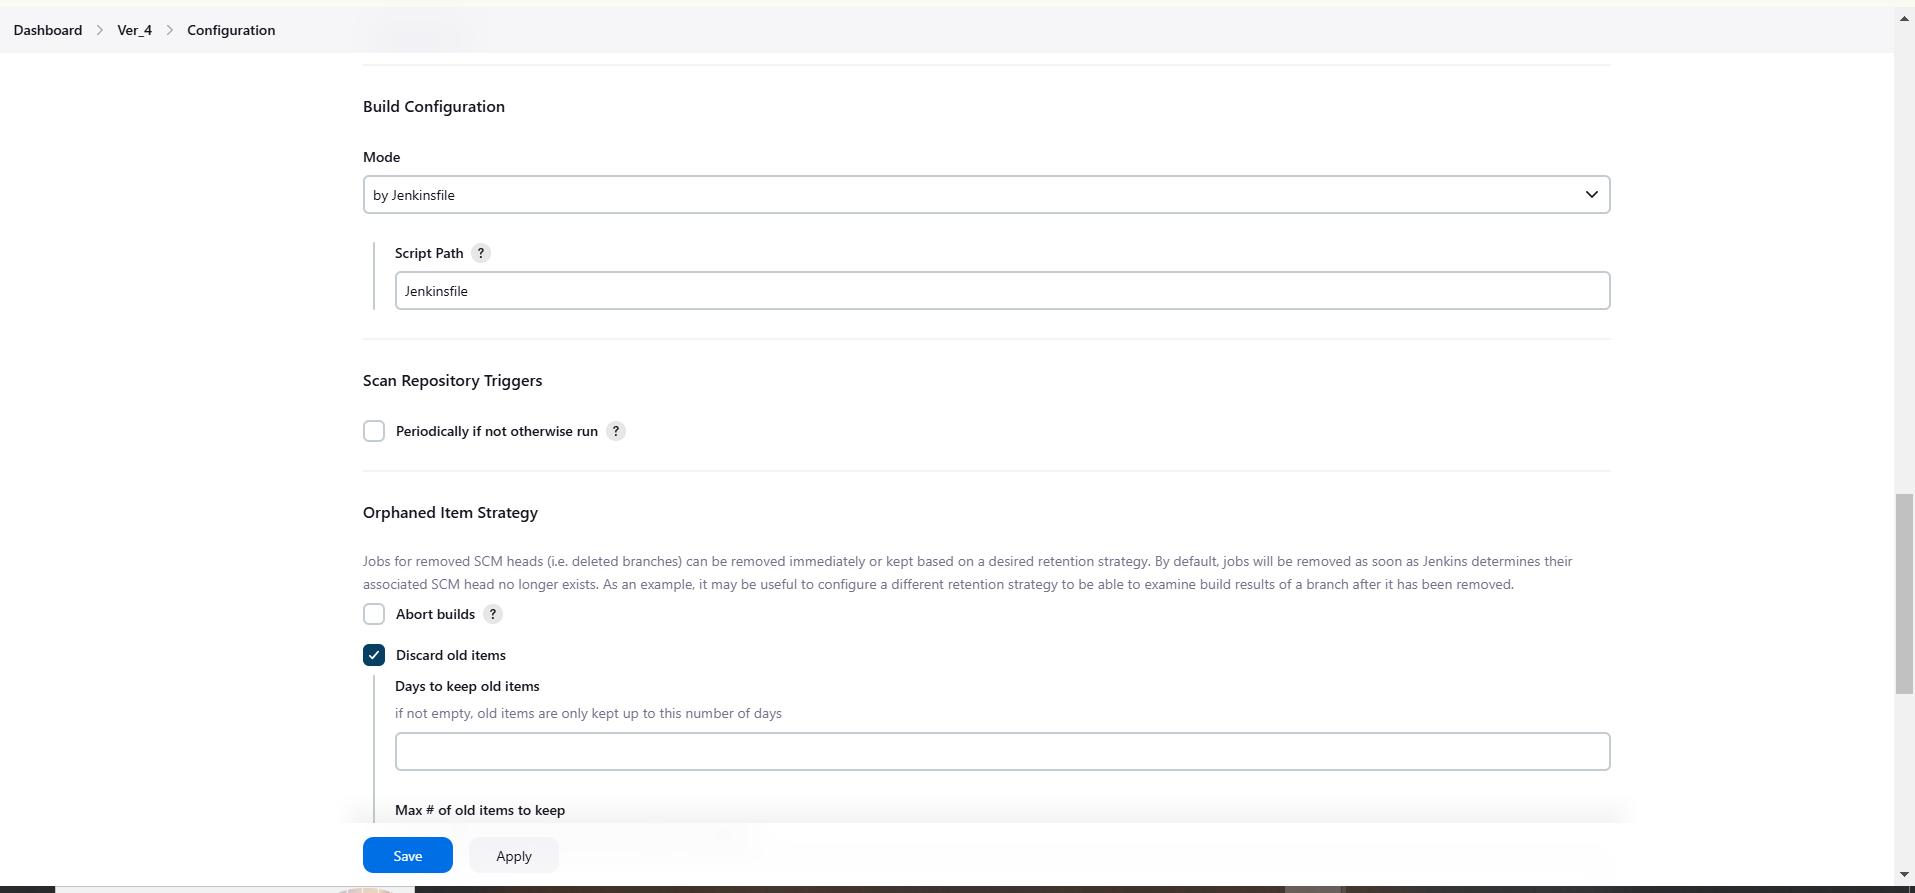 Dashboard
Ver_4
Configuration
Build Configuration
Mode
by Jenkinsfile
Script Path ?
Jenkinsfile
Scan Repository Triggers
Periodically if not otherwise run ?
Orphaned Item Strategy
Jobs for removed SCM heads (i.e. deleted branches) can be removed immediately or kept based on a desired retention strategy. By default, jobs will be removed as soon as Jenkins determines their
associated SCM head no longer exists. As an example, it may be useful to configure a different retention strategy to be able to examine build results of a branch after it has been removed.
Abort builds ?
Discard old items
Days to keep old items
if not empty, old items are only kept up to this number of days
Max # of old items to keep
Save
Apply